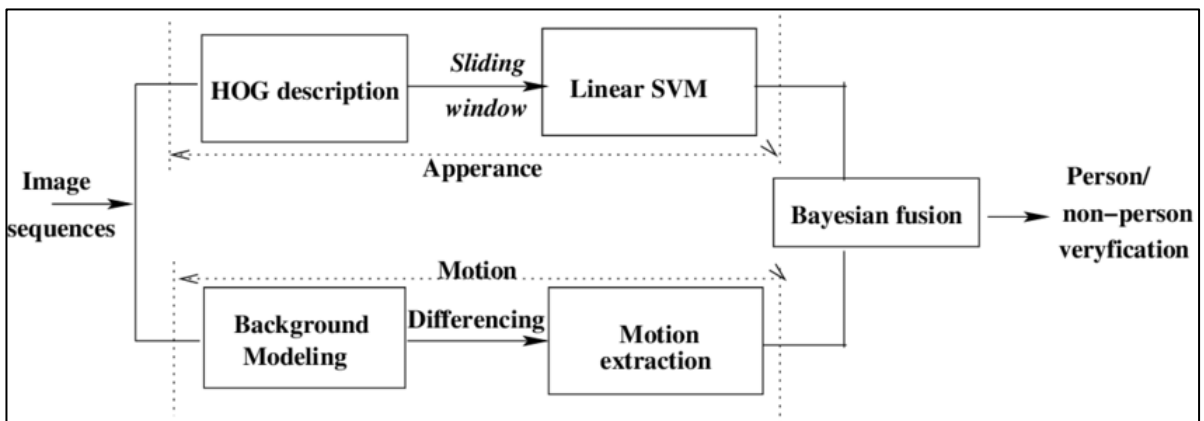 HOG description
Sliding
window
Linear SVM
Apperance
Image
sequences
Bayesian fusion
Person/
non-person
veryfication
Motion
Background
Modeling
Differencing
Motion
extraction